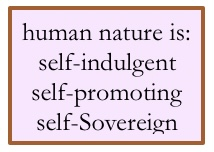 human nature is:
self-indulgent
self-promoting
self-Sovereign